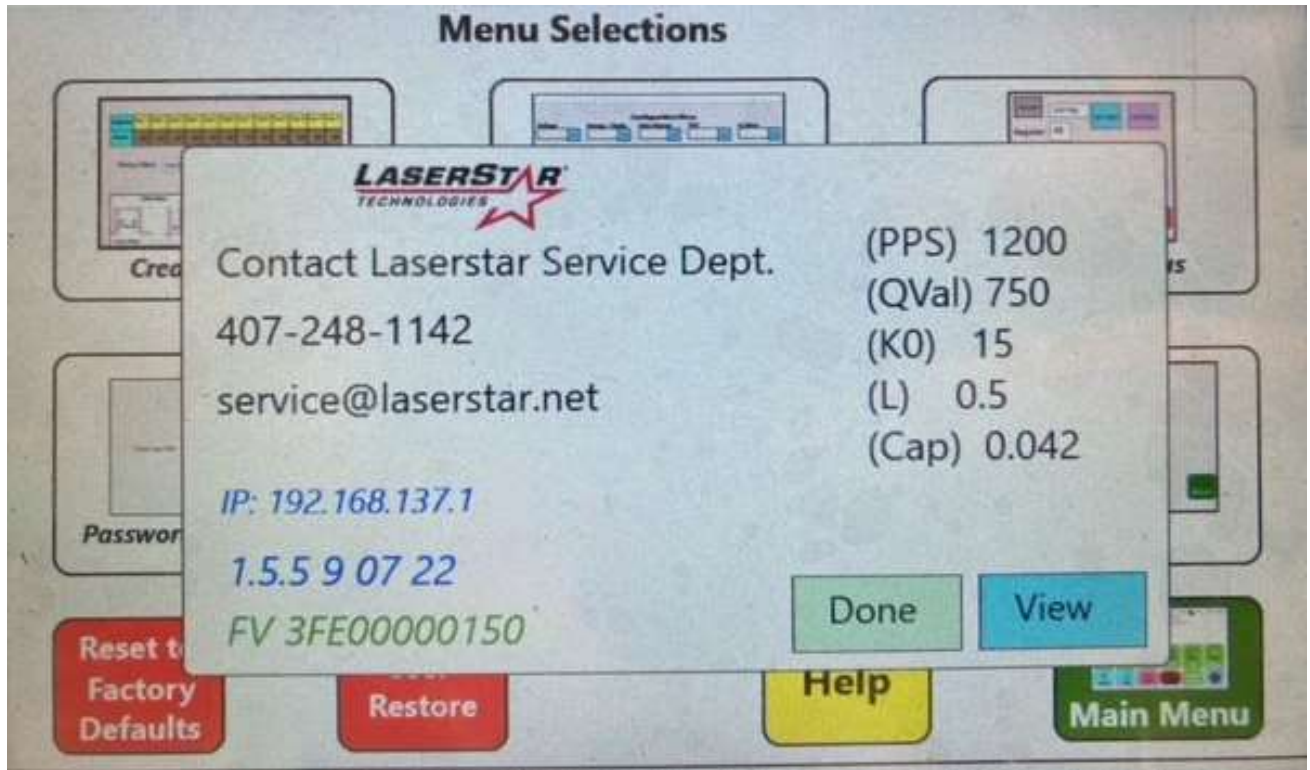 Menu Selections
LASERSTAR
TECHNOLOGIES
Contact Laserstar Service Dept.
407-248-1142
service@laserstar.net
IP: 192.168.137.1
1.5.5 9 07 22
FV 3FE00000150
(PPS) 1200
(QVal) 750
(K0) 15
(L) 0.5
(Cap) 0.042
Done
View
Reset
Factory
Defaults
Restore
Help
Main Menu